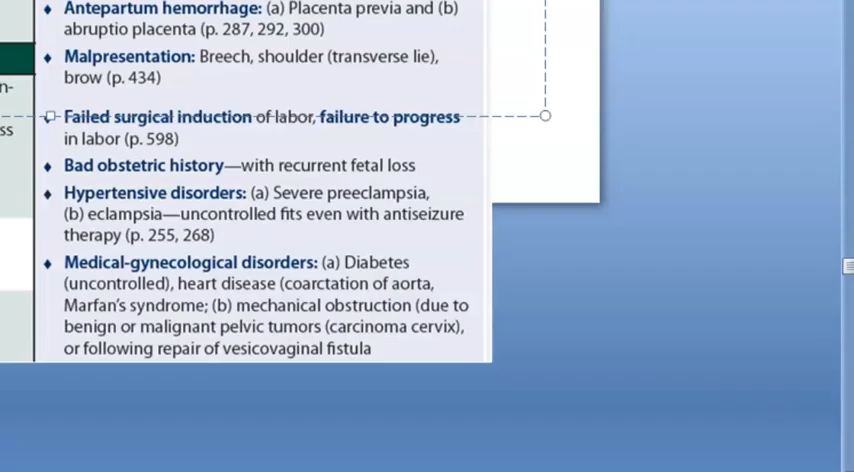 Antepartum hemorrhage: (a) Placenta previa and (b)
abruptio placenta (p. 287, 292, 300)
Malpresentation: Breech, shoulder (transverse lie),
brow (p. 434)
n-
Failed surgical induction of labor, failure to progress
ss
in labor (p. 598)
Bad obstetric history—with recurrent fetal loss
Hypertensive disorders: (a) Severe preeclampsia,
(b) eclampsia—uncontrolled fits even with antiseizure
therapy (p. 255, 268)
Medical-gynecological disorders: (a) Diabetes
(uncontrolled), heart disease (coarctation of aorta,
Marfan's syndrome; (b) mechanical obstruction (due to
benign or malignant pelvic tumors (carcinoma cervix),
or following repair of vesicovaginal fistula